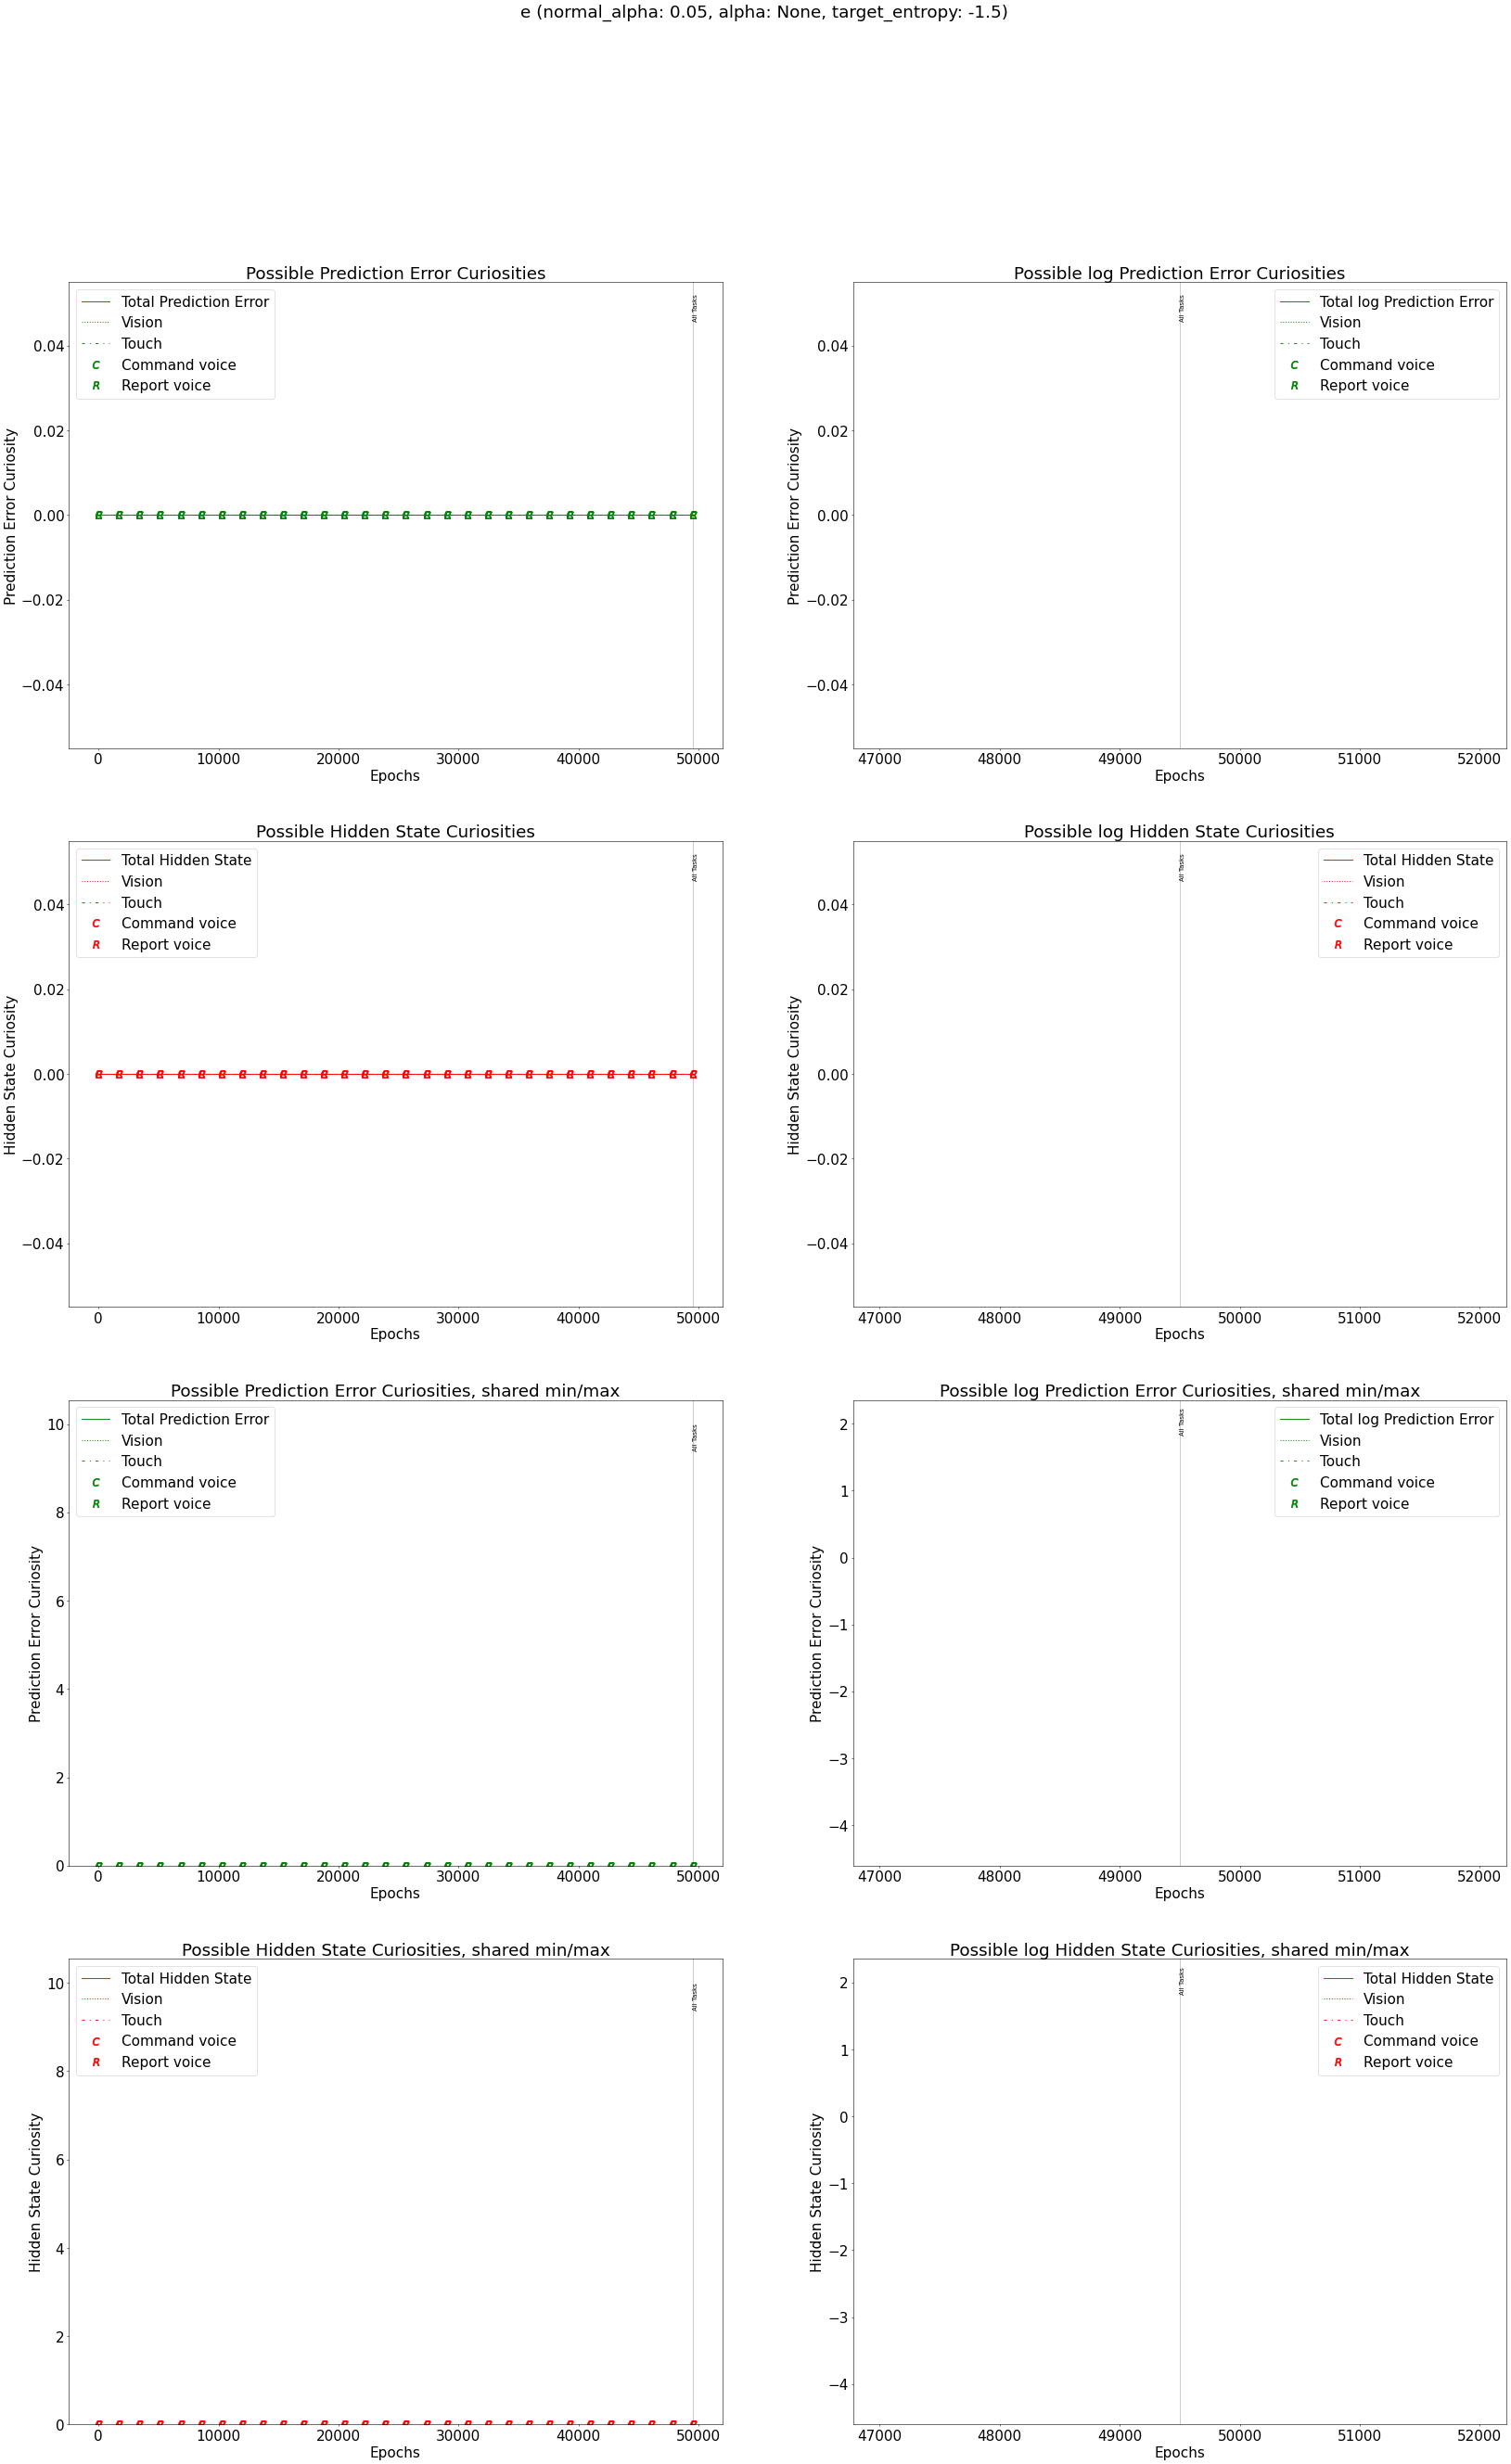 e (normal_alpha: 0.05, alpha: None, target_entropy: -1.5)
Possible Prediction Error Curiosities
Total Prediction Error
Vision
Touch
C Command voice
R Report voice
All Tasks
Prediction Error Curiosity
0.04
0.02
0.00
−0.02
−0.04
0 10000 20000 30000 40000 50000
Epochs
Possible log Prediction Error Curiosities
Total log Prediction Error
Vision
Touch
C Command voice
R Report voice
All Tasks
Prediction Error Curiosity
0.04
0.02
0.00
−0.02
−0.04
47000 48000 49000 50000 51000 52000
Epochs
Possible Hidden State Curiosities
Total Hidden State
Vision
Touch
C Command voice
R Report voice
All Tasks
Hidden State Curiosity
0.04
0.02
0.00
−0.02
−0.04
0 10000 20000 30000 40000 50000
Epochs
Possible log Hidden State Curiosities
Total Hidden State
Vision
Touch
C Command voice
R Report voice
All Tasks
Hidden State Curiosity
0.04
0.02
0.00
−0.02
−0.04
47000 48000 49000 50000 51000 52000
Epochs
Possible Prediction Error Curiosities, shared min/max
Total Prediction Error
Vision
Touch
C Command voice
R Report voice
All Tasks
Prediction Error Curiosity
10
8
6
4
2
0
0 10000 20000 30000 40000 50000
Epochs
Possible log Prediction Error Curiosities, shared min/max
Total log Prediction Error
Vision
Touch
C Command voice
R Report voice
All Tasks
Prediction Error Curiosity
2
1
0
−1
−2
−3
−4
47000 48000 49000 50000 51000 52000
Epochs
Possible Hidden State Curiosities, shared min/max
Total Hidden State
Vision
Touch
C Command voice
R Report voice
All Tasks
Hidden State Curiosity
10
8
6
4
2
0
0 10000 20000 30000 40000 50000
Epochs
Possible log Hidden State Curiosities, shared min/max
Total Hidden State
Vision
Touch
C Command voice
R Report voice
All Tasks
Hidden State Curiosity
2
1
0
−1
−2
−3
−4
47000 48000 49000 50000 51000 52000
Epochs